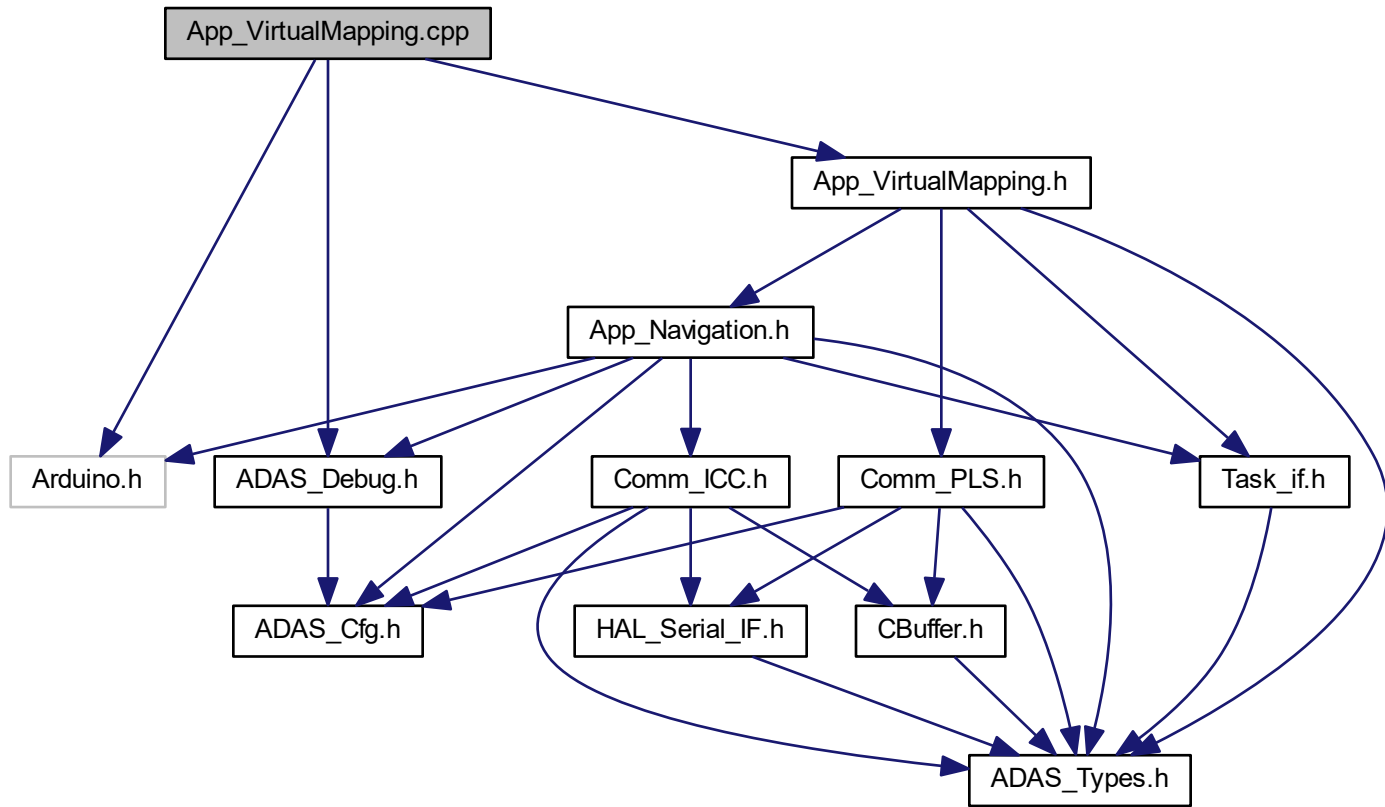 App_VirtualMapping.cpp
App_VirtualMapping.h
App_Navigation.h
Arduino.h
ADAS_Debug.h
Comm_ICC.h
Comm_PLS.h
Task_if.h
ADAS_Cfg.h
HAL_Serial_IF.h
CBuffer.h
ADAS_Types.h